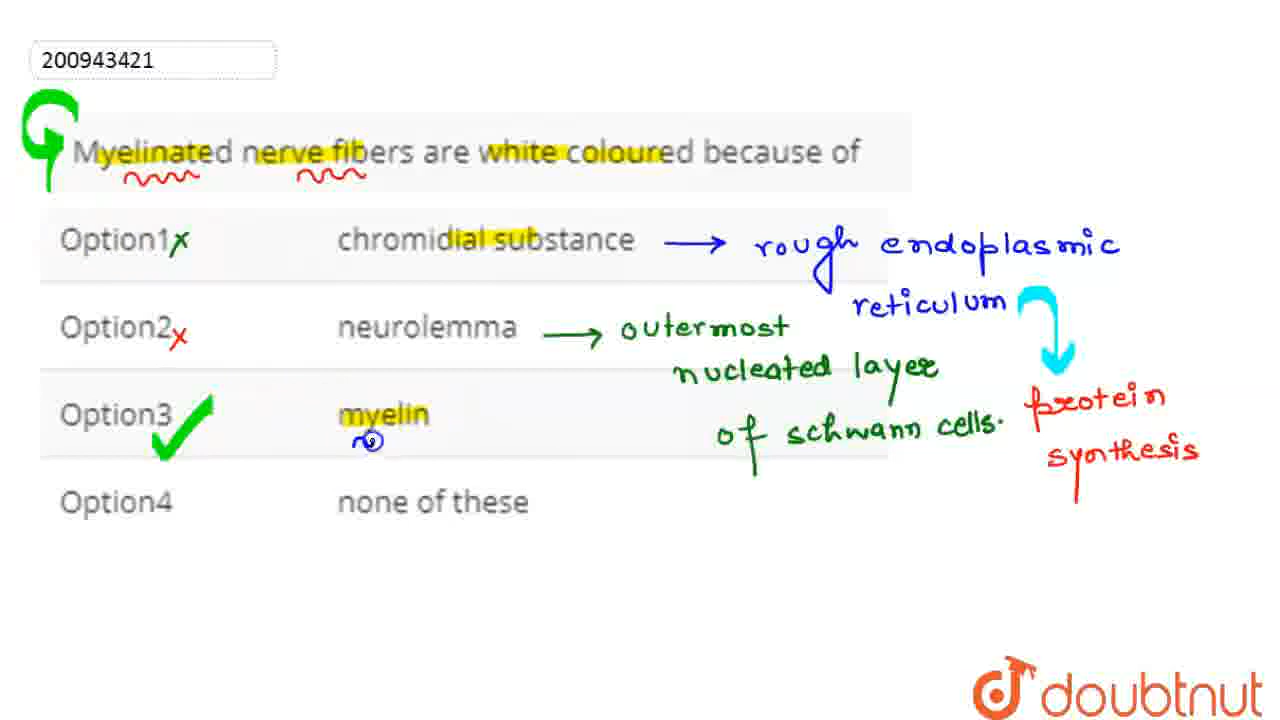 200943421
Myelinated nerve fibers are white coloured because of
Option1 x chromidial substance → rough endoplasmic
reticulum
Option2 x neurolemma → outermost
nucleated layer
protein
Option3 myelin
of schwann cells.
synthesis
Option4 none of these
doubtnut